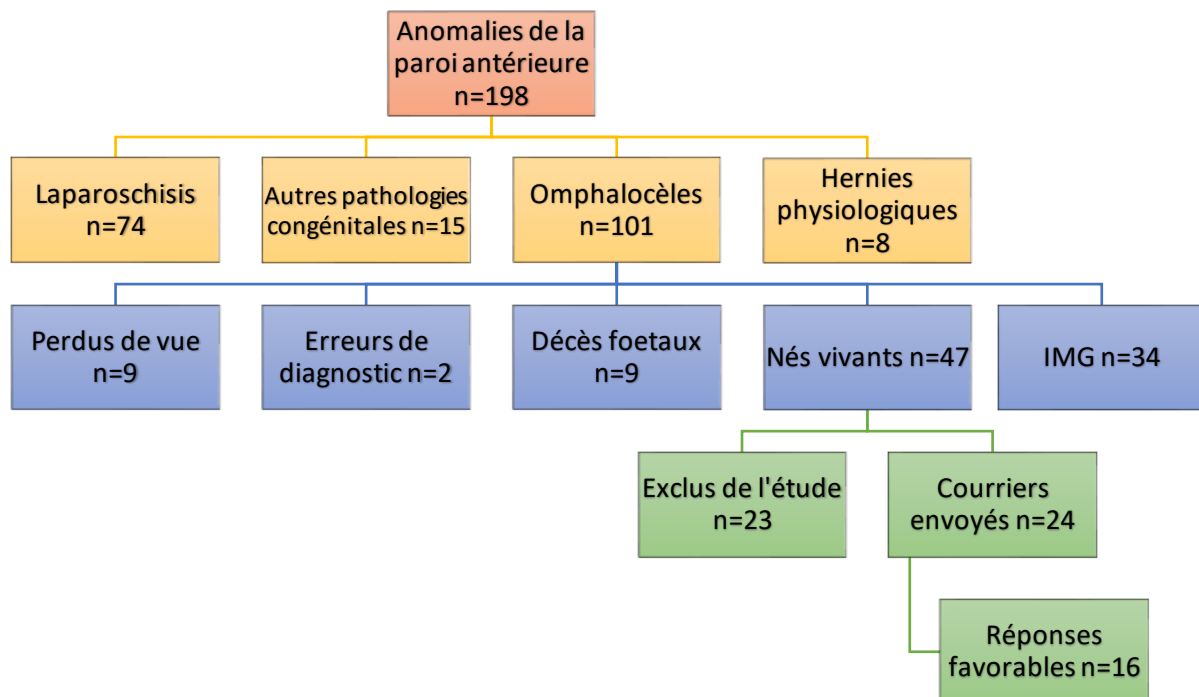 Anomalies de la
paroi antérieure
n=198
Laparoschisis
n=74
Autres pathologies
congénitales n=15
Omphalocèles
n=101
Hernies
physiologiques
n=8
Perdus de vue
n=9
Erreurs de
diagnostic n=2
Décès foetaux
n=9
Nés vivants n=47
IMG n=34
Exclus de l'étude
n=23
Courriers
envoyés n=24
Réponses
favorables n=16